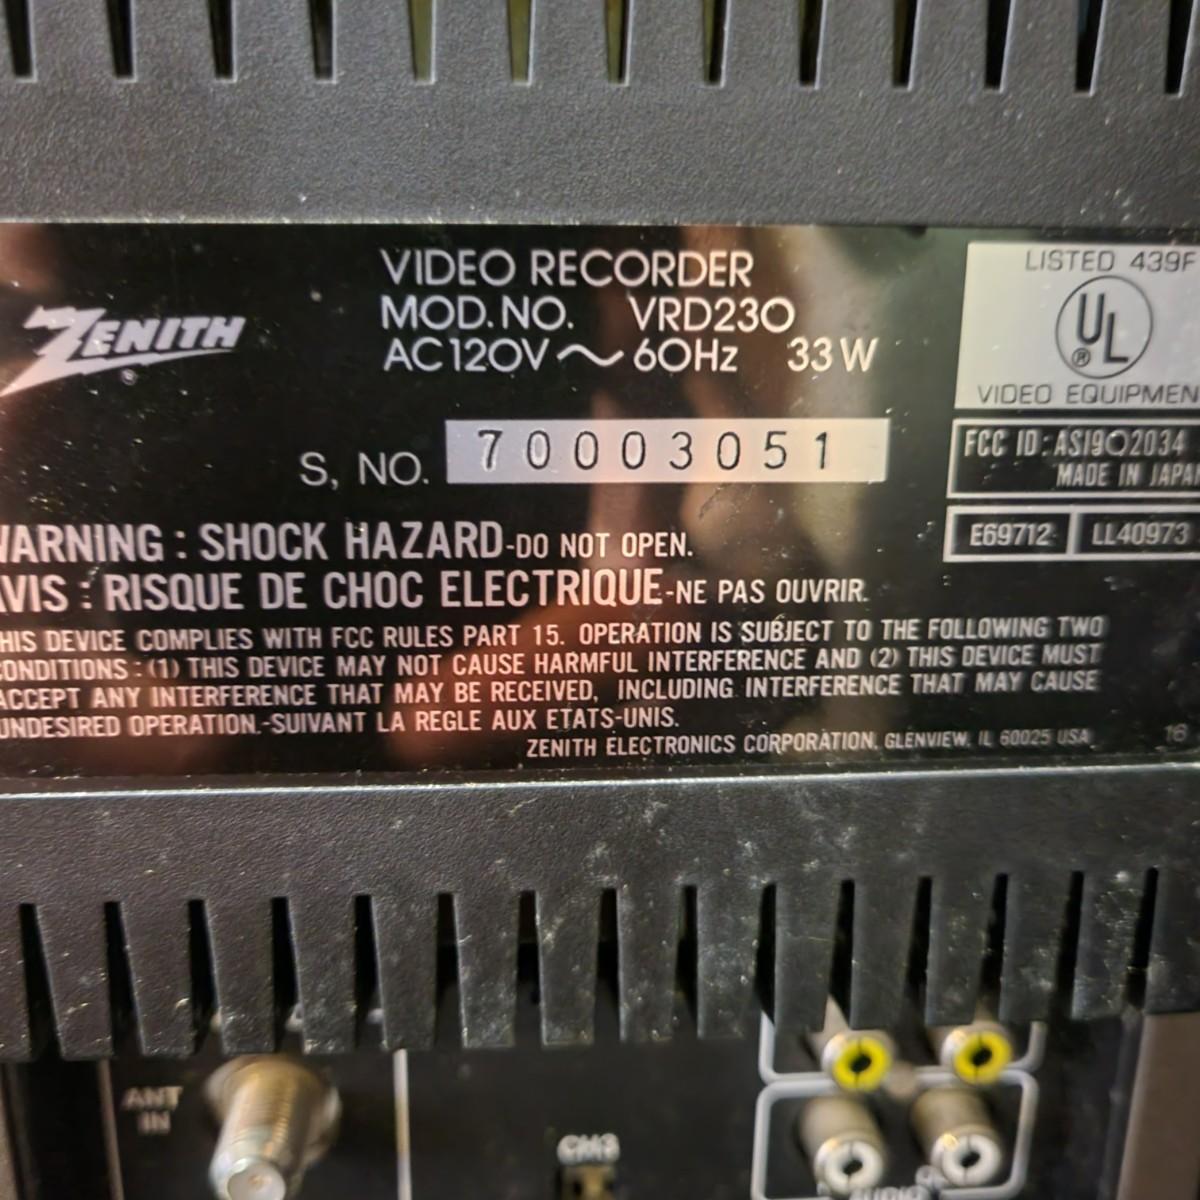 ZENITH
VIDEO RECORDER
MOD. NO. VRD230
AC 120V ~ 60Hz 33W
S, NO. 70003051
LISTED 439F
UL
®
VIDEO EQUIPMEN
FCC ID: ASI9Q2034
MADE IN JAPAN
E69712 LL40973
WARNING : SHOCK HAZARD-DO NOT OPEN.
AVIS : RISQUE DE CHOC ELECTRIQUE-NE PAS OUVRIR.
THIS DEVICE COMPLIES WITH FCC RULES PART 15. OPERATION IS SUBJECT TO THE FOLLOWING TWO
CONDITIONS : (1) THIS DEVICE MAY NOT CAUSE HARMFUL INTERFERENCE AND (2) THIS DEVICE MUST
ACCEPT ANY INTERFERENCE THAT MAY BE RECEIVED, INCLUDING INTERFERENCE THAT MAY CAUSE
UNDESIRED OPERATION.-SUIVANT LA REGLE AUX ETATS-UNIS.
ZENITH ELECTRONICS CORPORATION, GLENVIEW, IL 60025 USA
16
ANT
IN
CH3
AUDIO